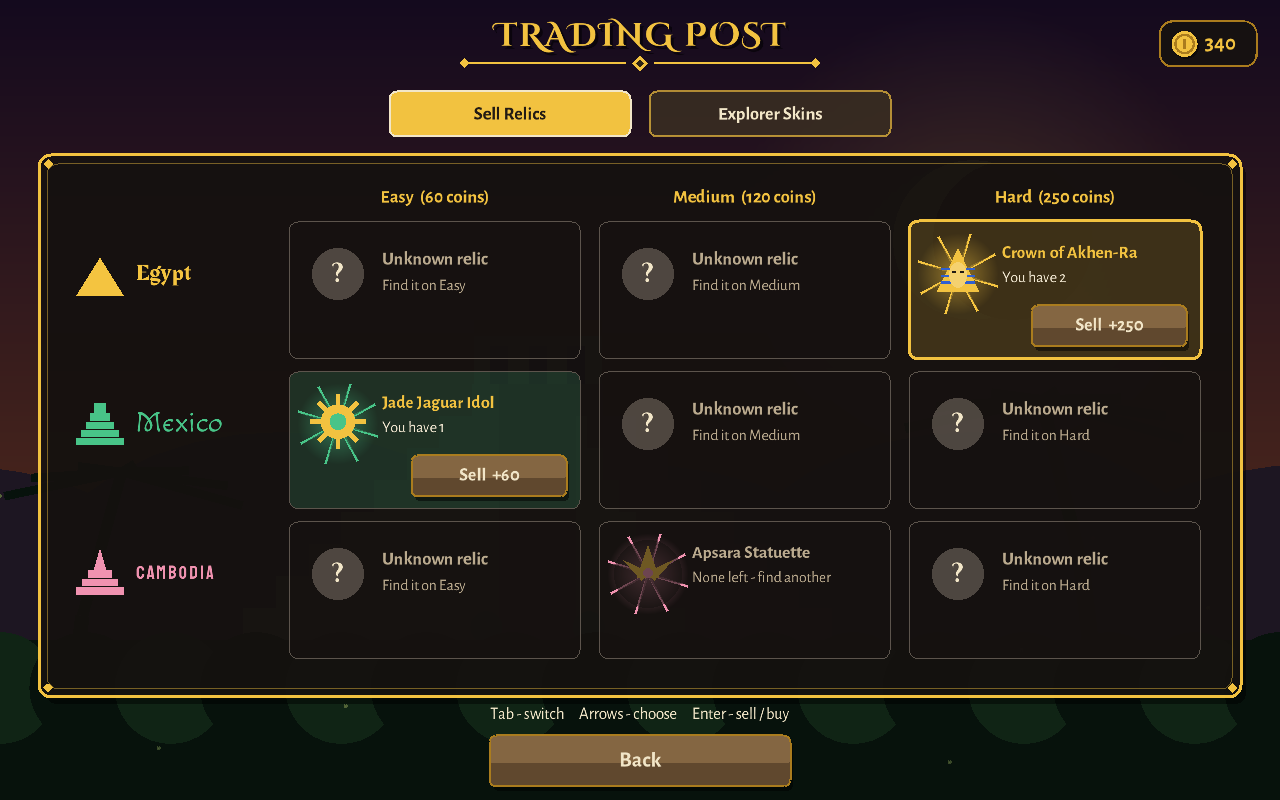 TRADING POST
340
Sell Relics
Explorer Skins
Easy (60 coins)
Medium (120 coins)
Hard (250 coins)
Egypt
?
Unknown relic
Find it on Easy
?
Unknown relic
Find it on Medium
Crown of Akhen-Ra
You have 2
Sell +250
Mexico
Jade Jaguar Idol
You have 1
Sell +60
?
Unknown relic
Find it on Medium
?
Unknown relic
Find it on Hard
CAMBODIA
?
Unknown relic
Find it on Easy
Apsara Statuette
None left - find another
?
Unknown relic
Find it on Hard
Tab - switch Arrows - choose Enter - sell / buy
Back